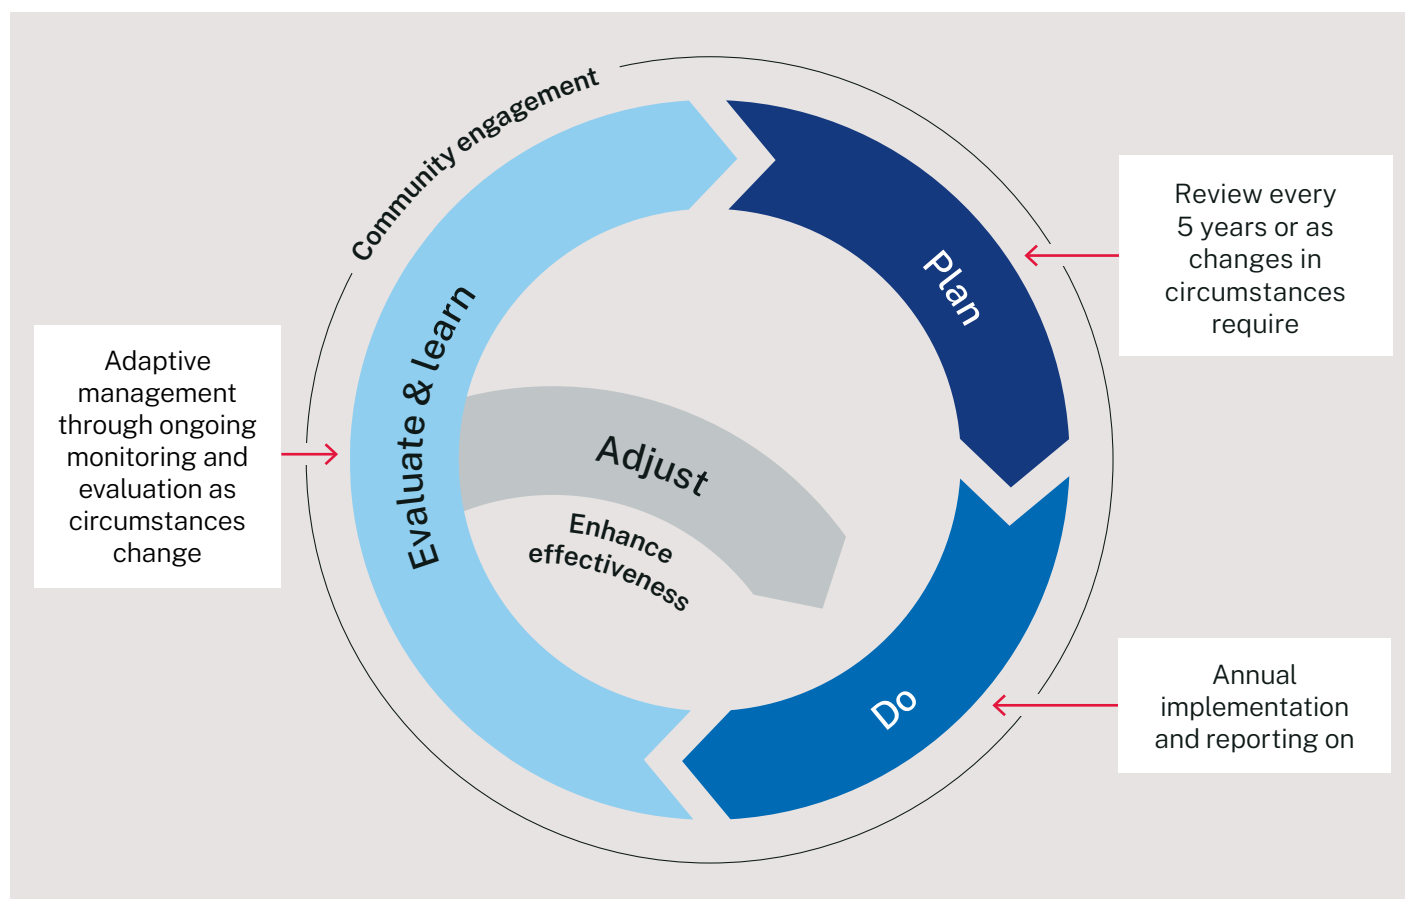 Community engagement
Plan
Review every
5 years or as
changes in
circumstances
require
Evaluate & learn
Adaptive
management
through ongoing
monitoring and
evaluation as
circumstances
change
Adjust
Enhance
effectiveness
Do
Annual
implementation
and reporting on